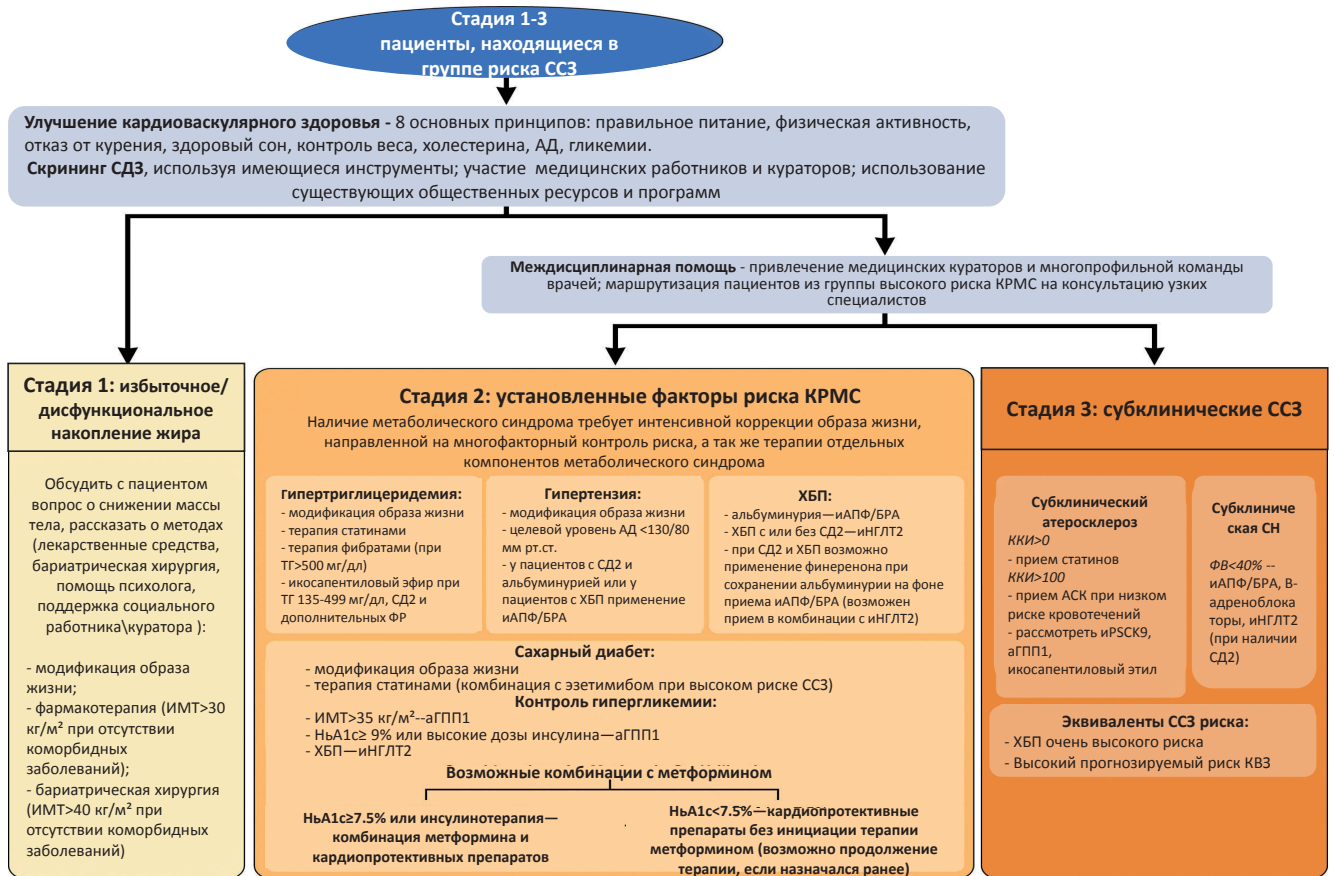 Стадия 1-3
пациенты, находящиеся в
группе риска ССЗ
Улучшение кардиоваскулярного здоровья - 8 основных принципов: правильное питание, физическая активность,
отказ от курения, здоровый сон, контроль веса, холестерина, АД, гликемии.
Скрининг СДЗ, используя имеющиеся инструменты; участие медицинских работников и кураторов; использование
существующих общественных ресурсов и программ
Междисциплинарная помощь - привлечение медицинских кураторов и многопрофильной команды
врачей; маршрутизация пациентов из группы высокого риска КРМС на консультацию узких
специалистов
Стадия 1: избыточное/
дисфункциональное
накопление жира
Обсудить с пациентом
вопрос о снижении массы
тела, рассказать о методах
(лекарственные средства,
бариатрическая хирургия,
помощь психолога,
поддержка социального
работника\куратора ):
- модификация образа
жизни;
- фармакотерапия (ИМТ>30
кг/м² при отсутствии
коморбидных
заболеваний);
- бариатрическая хирургия
(ИМТ>40 кг/м² при
отсутствии коморбидных
заболеваний)
Стадия 2: установленные факторы риска КРМС
Наличие метаболического синдрома требует интенсивной коррекции образа жизни,
направленной на многофакторный контроль риска, а так же терапии отдельных
компонентов метаболического синдрома
Гипертриглицеридемия:
- модификация образа жизни
- терапия статинами
- терапия фибратами (при
ТГ>500 мг/дл)
- икосапентиловый эфир при
ТГ 135-499 мг/дл, СД2 и
дополнительных ФР
Гипертензия:
- модификация образа жизни
- целевой уровень АД <130/80
мм рт.ст.
- у пациентов с СД2 и
альбуминурией или у
пациентов с ХБП применение
иАПФ/БРА
ХБП:
- альбуминурия—иАПФ/БРА
- ХБП с или без СД2—иНГЛТ2
- при СД2 и ХБП возможно
применение финеренона при
сохранении альбуминурии на фоне
приема иАПФ/БРА (возможен
прием в комбинации с иНГЛТ2)
Сахарный диабет:
- модификация образа жизни
- терапия статинами (комбинация с эзетимибом при высоком риске ССЗ)
Контроль гипергликемии:
- ИМТ>35 кг/м²--аГПП1
- НьА1с≥ 9% или высокие дозы инсулина—аГПП1
- ХБП—иНГЛТ2
Возможные комбинации с метформином
НьА1с≥7.5% или инсулинотерапия—
комбинация метформина и
кардиопротективных препаратов
НьА1с<7.5%—кардиопротективные
препараты без инициации терапии
метформином (возможно продолжение
терапии, если назначался ранее)
Стадия 3: субклинические ССЗ
Субклинический
атеросклероз
ККИ>0
- прием статинов
ККИ>100
- прием АСК при низком
риске кровотечений
- рассмотреть иPSCK9,
аГПП1,
икосапентиловый этил
Субклиниче
ская СН
ФВ<40% --
иАПФ/БРА, В-
адреноблока
торы, иНГЛТ2
(при наличии
СД2)
Эквиваленты ССЗ риска:
- ХБП очень высокого риска
- Высокий прогнозируемый риск КВЗ